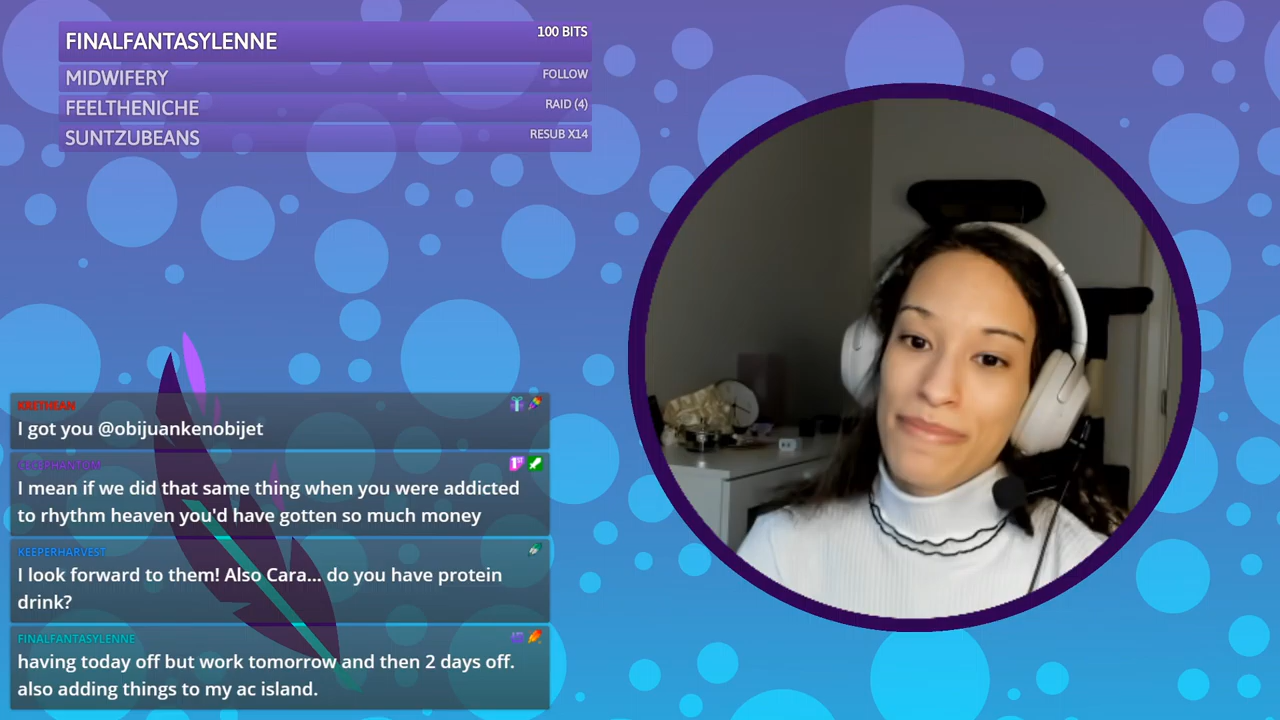 FINALFANTASYLENNE 100 BITS
MIDWIFERY FOLLOW
FEELTHENICHE RAID (4)
SUNTZUBEANS RESUB X14
I got you @obijuankenobijet
I mean if we did that same thing when you were addicted
to rhythm heaven you'd have gotten so much money
KEEPERHARVEST
I look forward to them! Also Cara... do you have protein
drink?
FINALFANTASYLENNE
having today off but work tomorrow and then 2 days off.
also adding things to my ac island.